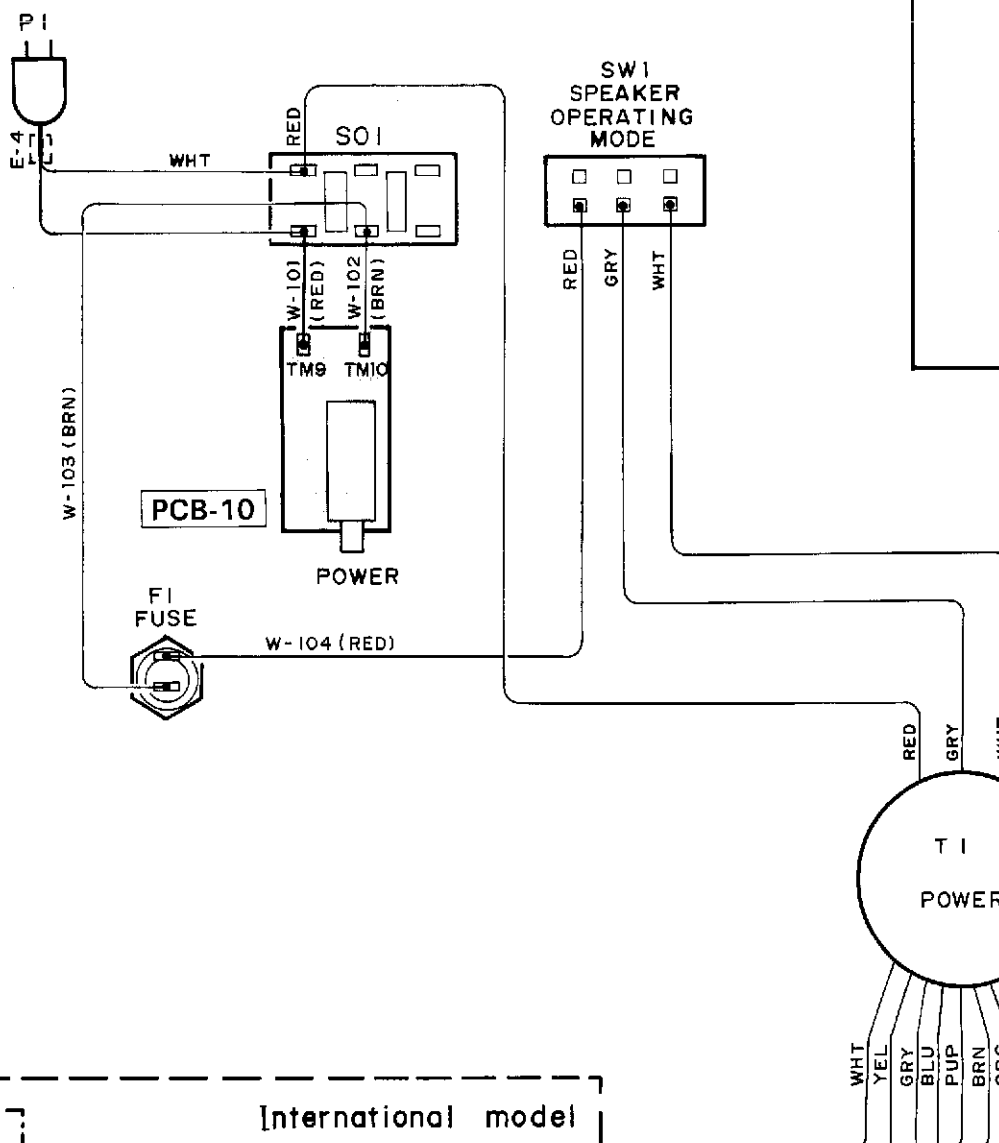 P1
E-4
WHT
RED
SO1
SW1
SPEAKER
OPERATING
MODE
W-101
(RED)
W-102
(BRN)
RED
GRY
WHT
TM9
TM10
W-103 (BRN)
PCB-10
POWER
F1
FUSE
W-104 (RED)
RED
GRY
T1
POWER
WHT
YEL
GRY
BLU
PUP
BRN
International model